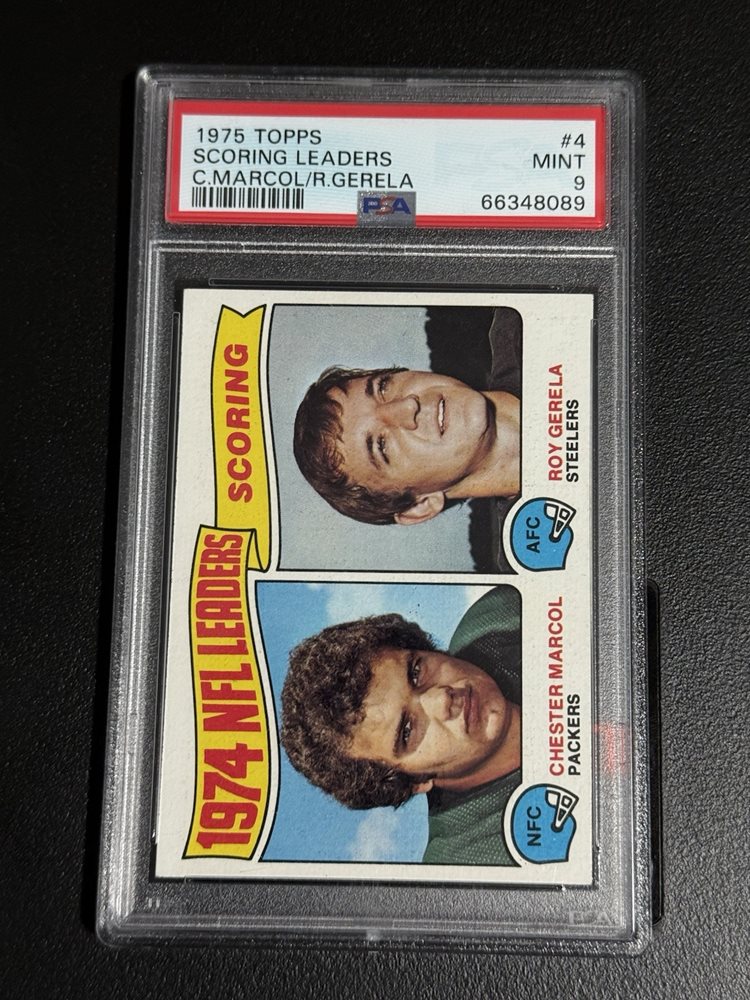 1975 TOPPS
#4
SCORING LEADERS
MINT
C.MARCOL/R.GERELA
9
PSA
66348089
1974 NFL LEADERS
SCORING
NFC
CHESTER MARCOL
PACKERS
AFC
ROY GERELA
STEELERS
PSA